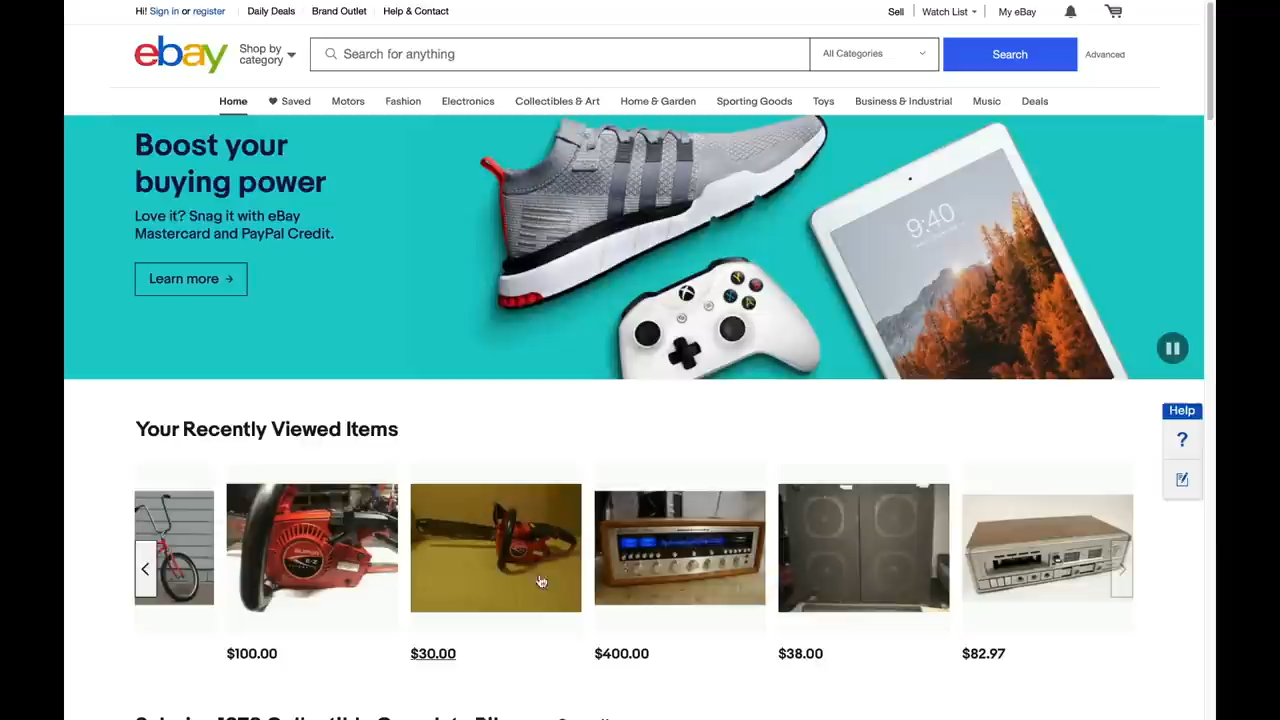 Hi! Sign in or register Daily Deals Brand Outlet Help & Contact Sell Watch List My eBay
ebay Shop by category Search for anything All Categories Search Advanced
Home Saved Motors Fashion Electronics Collectibles & Art Home & Garden Sporting Goods Toys Business & Industrial Music Deals
Boost your
buying power
Love it? Snag it with eBay
Mastercard and PayPal Credit.
Learn more
9:40
Help
?
Your Recently Viewed Items
$100.00 $30.00 $400.00 $38.00 $82.97